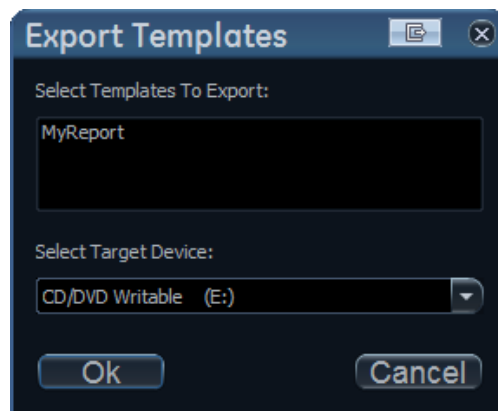 Export Templates
Select Templates To Export:
MyReport
Select Target Device:
CD/DVD Writable (E:)
Ok Cancel